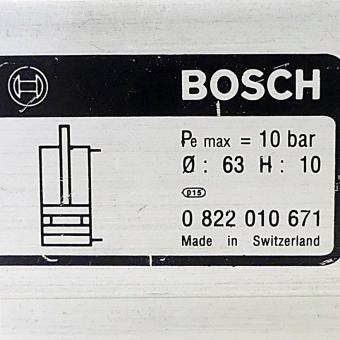 BOSCH
Pe max = 10 bar
Ø : 63 H : 10
015
0 822 010 671
Made in Switzerland